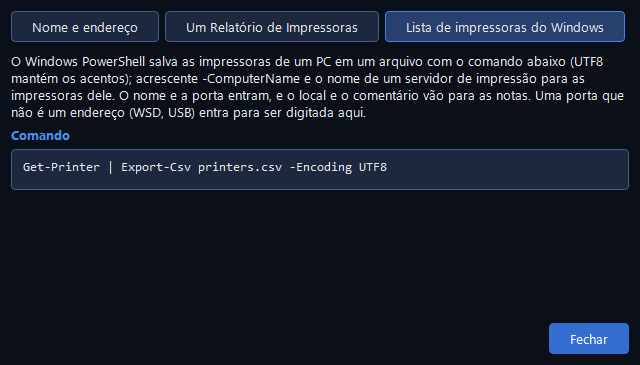 Nome e endereço
Um Relatório de Impressoras
Lista de impressoras do Windows
O Windows PowerShell salva as impressoras de um PC em um arquivo com o comando abaixo (UTF8
mantém os acentos); acrescente -ComputerName e o nome de um servidor de impressão para as
impressoras dele. O nome e a porta entram, e o local e o comentário vão para as notas. Uma porta que
não é um endereço (WSD, USB) entra para ser digitada aqui.
Comando
Get-Printer | Export-Csv printers.csv -Encoding UTF8
Fechar